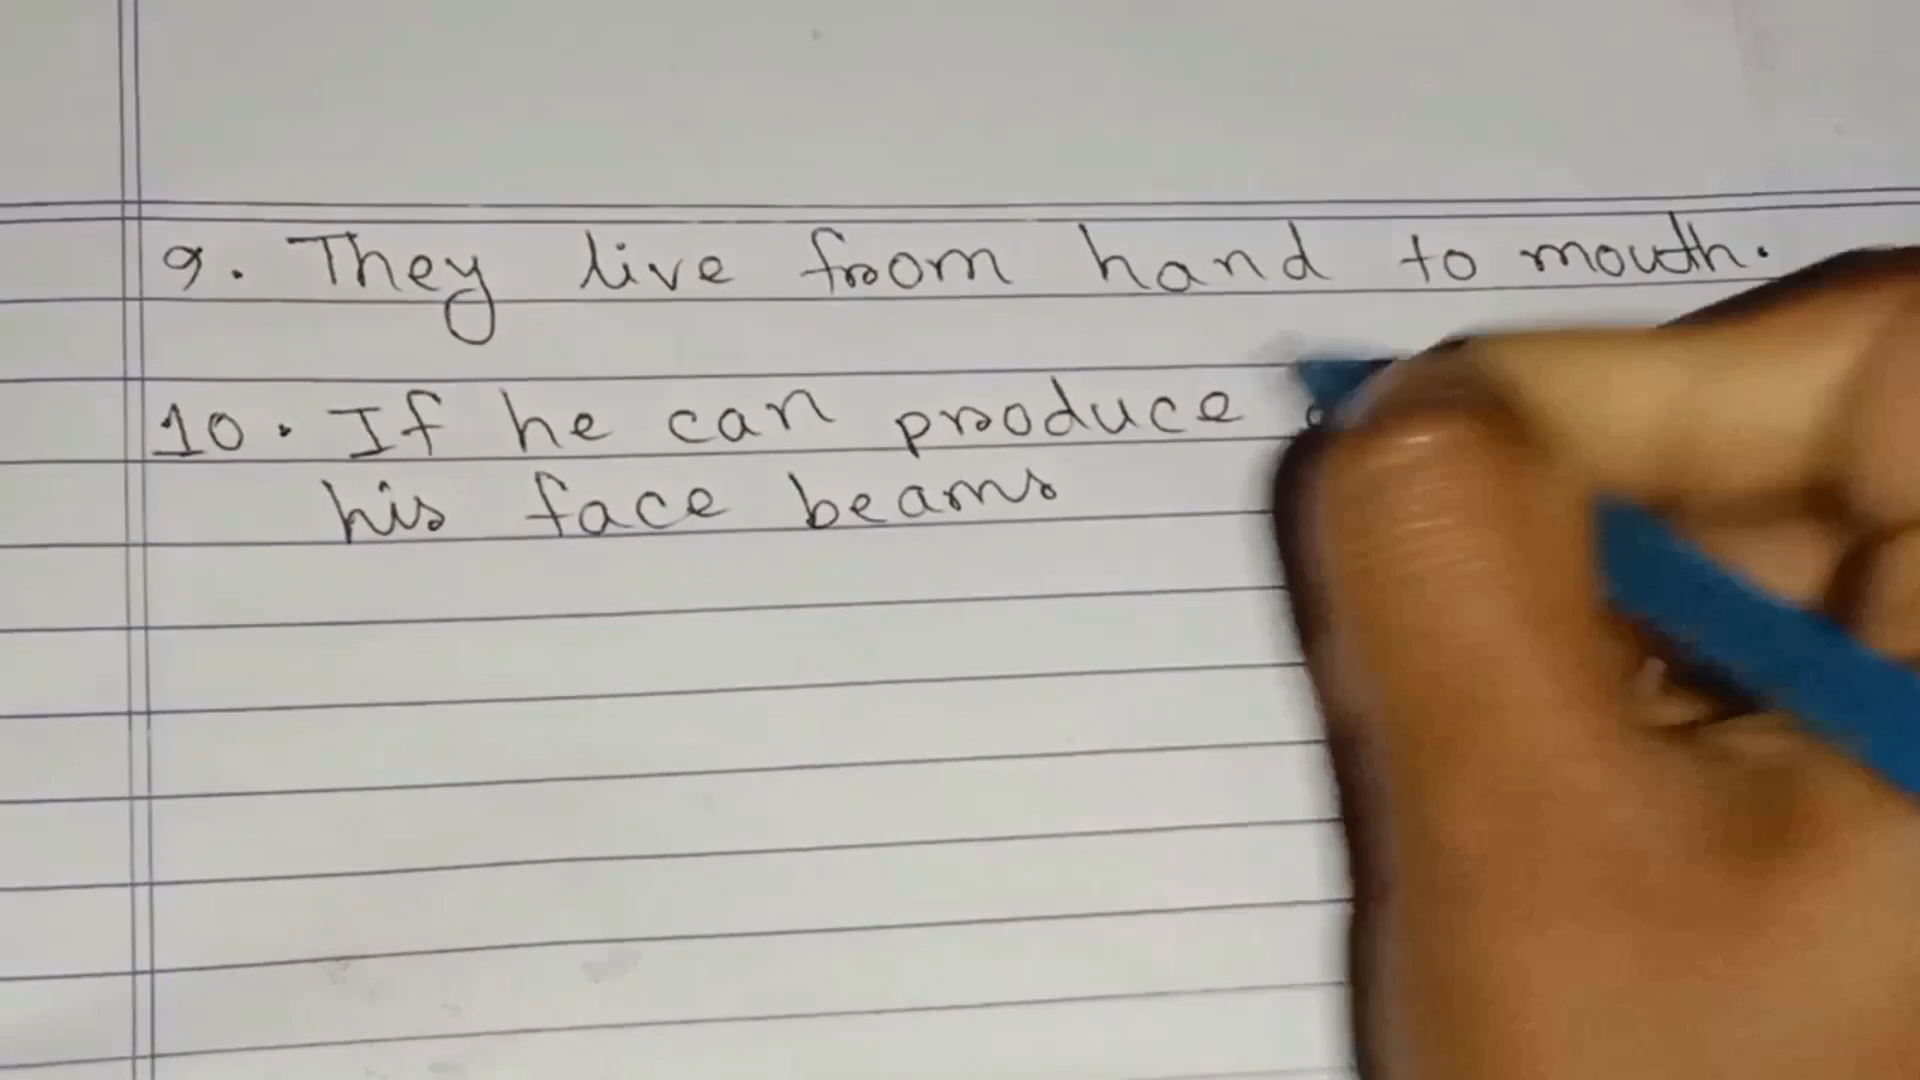 9. They live from hand to mouth.
10. If he can produce
his face beams